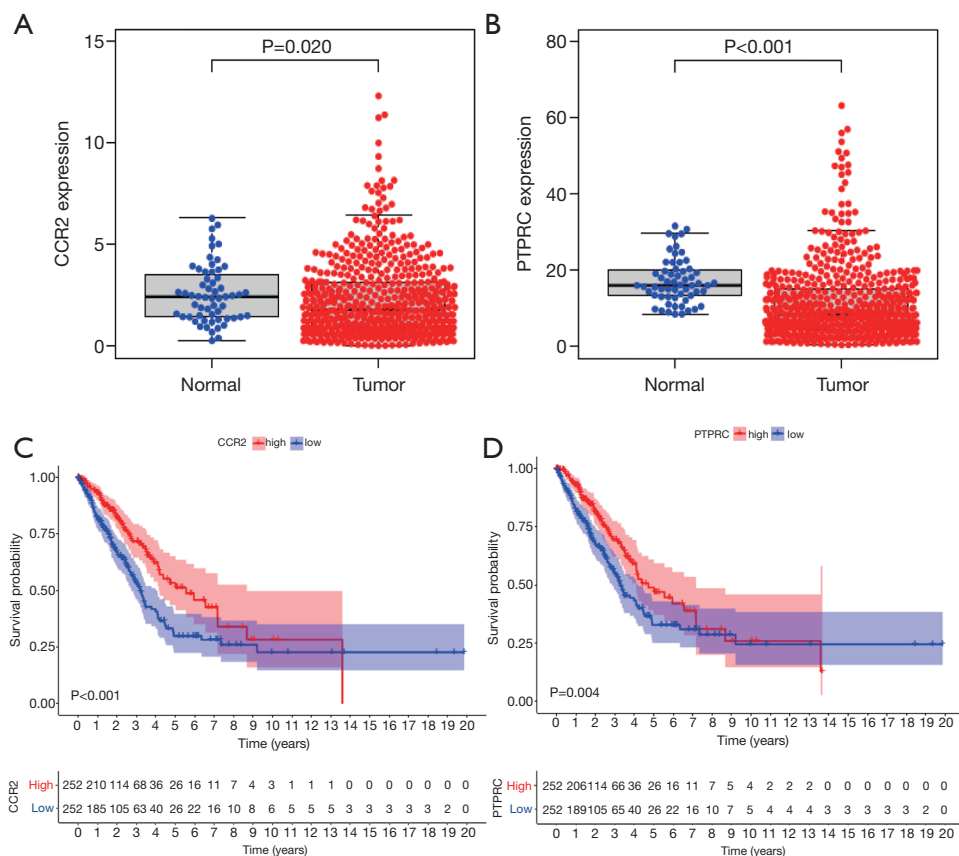 A
P=0.020
15
10
5
0
CCR2 expression
Normal
Tumor
B
P<0.001
80
60
40
20
0
PTPRC expression
Normal
Tumor
C
CCR2 high low
1.00
0.75
0.50
0.25
0.00
Survival probability
P<0.001
0 1 2 3 4 5 6 7 8 9 10 11 12 13 14 15 16 17 18 19 20
Time (years)
CCR2
High 252 210 114 68 36 26 16 11 7 4 3 1 1 1 0 0 0 0 0 0 0
Low 252 185 105 63 40 26 22 16 10 8 6 5 5 5 3 3 3 3 3 2 0
0 1 2 3 4 5 6 7 8 9 10 11 12 13 14 15 16 17 18 19 20
Time (years)
D
PTPRC high low
1.00
0.75
0.50
0.25
0.00
Survival probability
P=0.004
0 1 2 3 4 5 6 7 8 9 10 11 12 13 14 15 16 17 18 19 20
Time (years)
PTPRC
High 252 206 114 66 36 26 16 11 7 5 4 2 2 2 0 0 0 0 0 0 0
Low 252 189 105 65 40 26 22 16 10 7 5 4 4 4 3 3 3 3 3 2 0
0 1 2 3 4 5 6 7 8 9 10 11 12 13 14 15 16 17 18 19 20
Time (years)